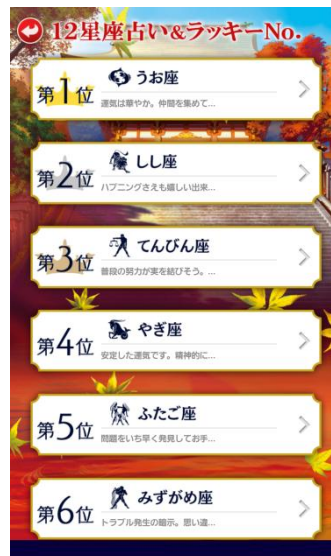 12星座占い&ラッキーNo.
第1位
うお座
運気は華やか。仲間を集めて...
第2位
しし座
ハプニングさえも嬉しい出来...
第3位
てんびん座
普段の努力が実を結びそう。...
第4位
やぎ座
安定した運気です。精神的に...
第5位
ふたご座
問題をいち早く発見してお手...
第6位
みずがめ座
トラブル発生の暗示。思い違...